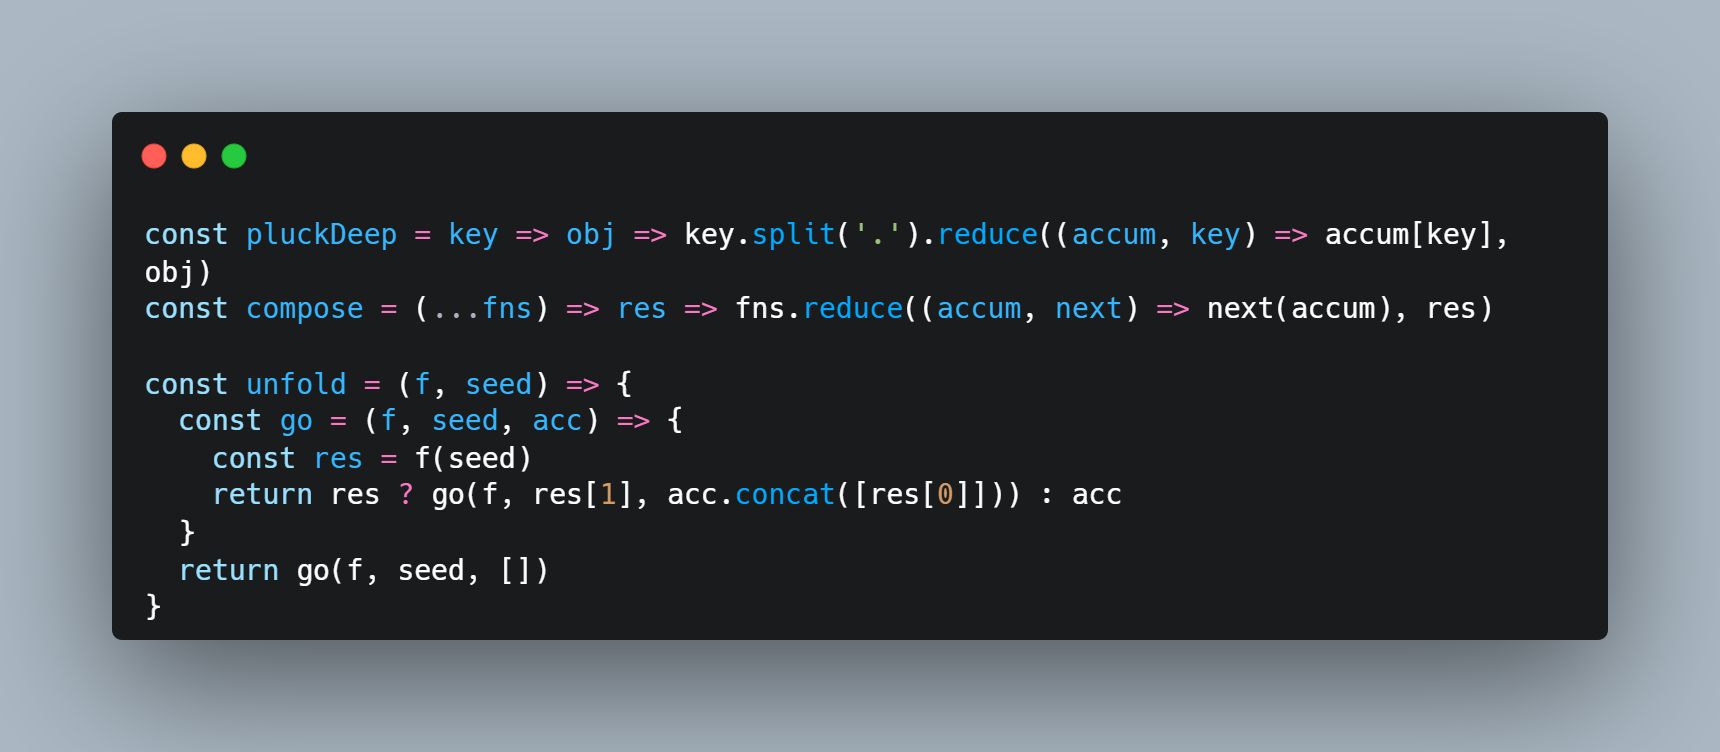 const pluckDeep = key => obj => key.split('.').reduce((accum, key) => accum[key],
obj)
const compose = (...fns) => res => fns.reduce((accum, next) => next(accum), res)

const unfold = (f, seed) => {
  const go = (f, seed, acc) => {
    const res = f(seed)
    return res ? go(f, res[1], acc.concat([res[0]])) : acc
  }
  return go(f, seed, [])
}